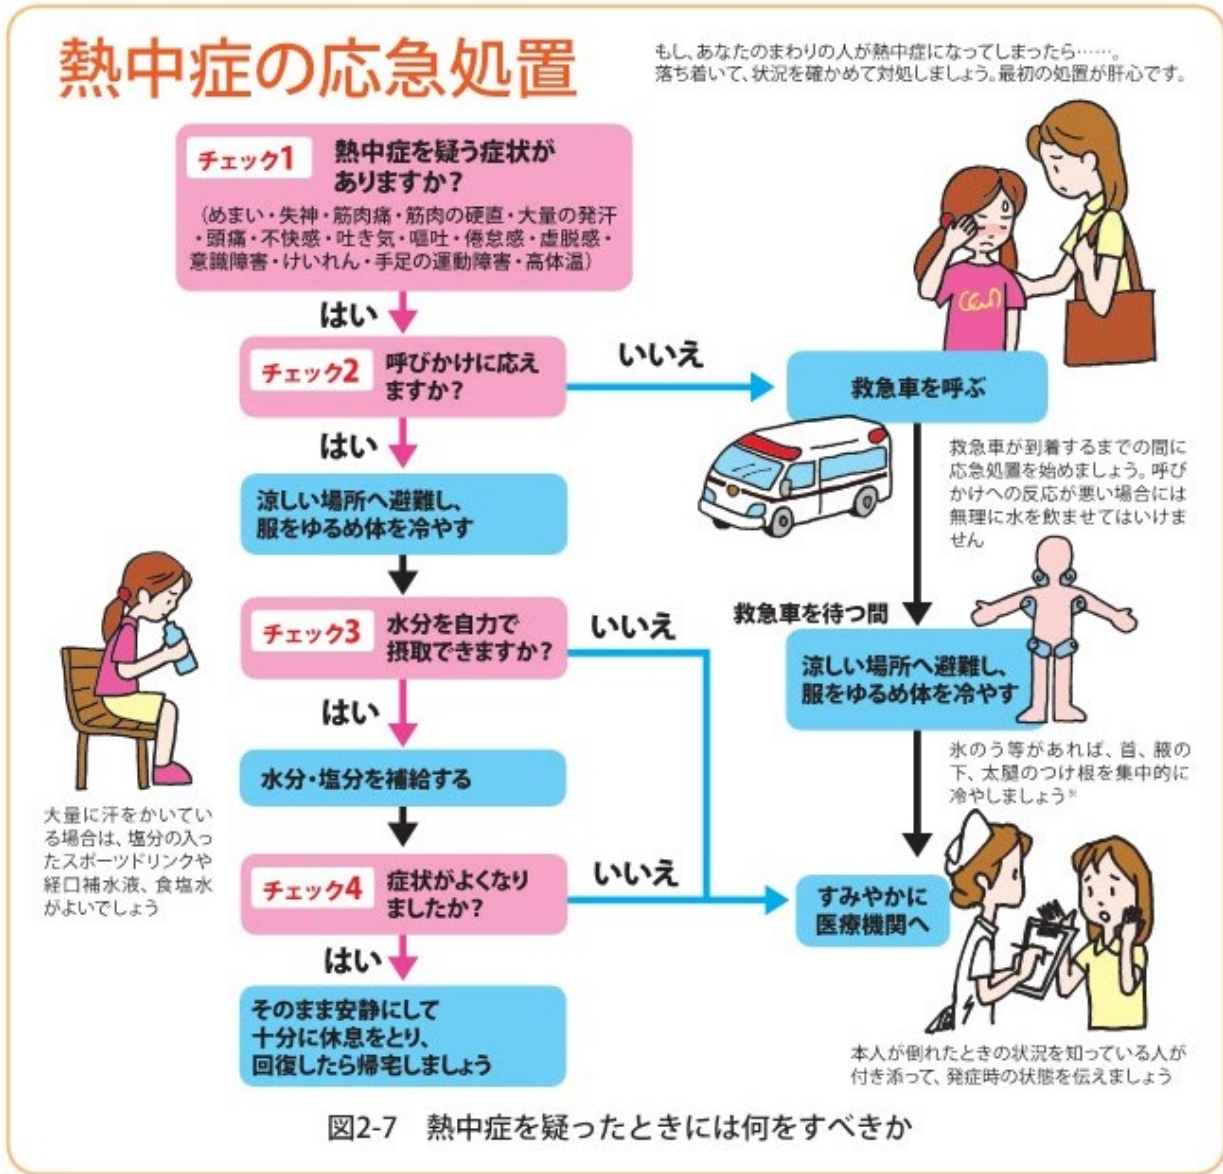 熱中症の応急処置
もし、あなたのまわりの人が熱中症になってしまったら……。
落ち着いて、状況を確かめて対処しましょう。最初の処置が肝心です。
チェック1
熱中症を疑う症状が
ありますか?
（めまい・失神・筋肉痛・筋肉の硬直・大量の発汗
・頭痛・不快感・吐き気・嘔吐・倦怠感・虚脱感・
意識障害・けいれん・手足の運動障害・高体温）
はい
チェック2
呼びかけに応え
ますか?
いいえ
救急車を呼ぶ
はい
救急車が到着するまでの間に
応急処置を始めましょう。呼び
かけへの反応が悪い場合には
無理に水を飲ませてはいけま
せん
涼しい場所へ避難し、
服をゆるめ体を冷やす
チェック3
水分を自力で
摂取できますか?
いいえ
救急車を待つ間
涼しい場所へ避難し、
服をゆるめ体を冷やす
はい
氷のう等があれば、首、腋の
下、太腿のつけ根を集中的に
冷やしましょう※
水分・塩分を補給する
大量に汗をかいてい
る場合は、塩分の入っ
たスポーツドリンクや
経口補水液、食塩水
がよいでしょう
チェック4
症状がよくなり
ましたか?
いいえ
すみやかに
医療機関へ
はい
そのまま安静にして
十分に休息をとり、
回復したら帰宅しましょう
本人が倒れたときの状況を知っている人が
付き添って、発症時の状態を伝えましょう
図2-7 熱中症を疑ったときには何をすべきか